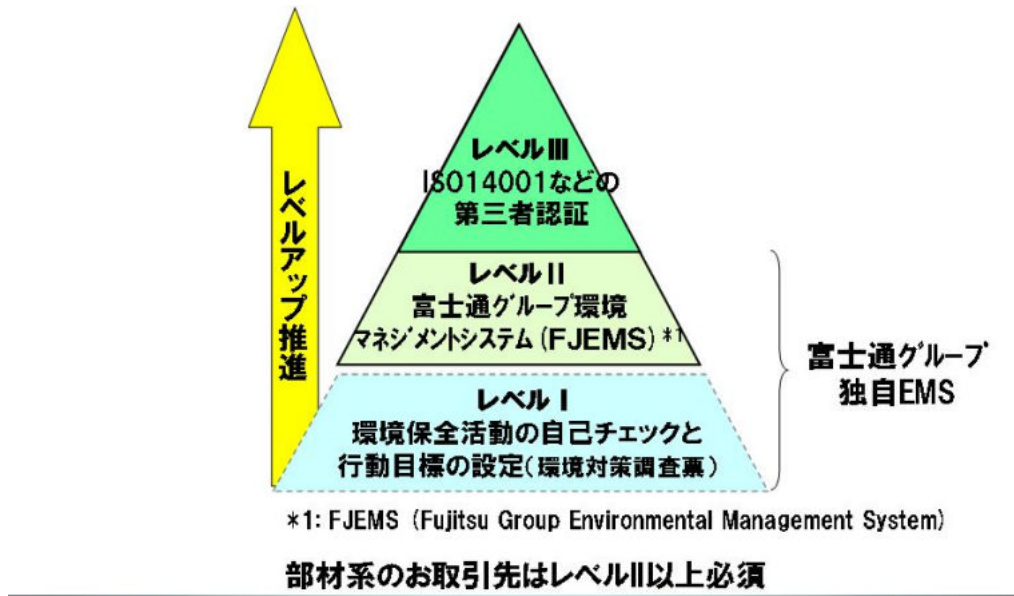 レベルアップ推進
レベルⅢ
ISO14001などの
第三者認証
レベルⅡ
富士通グループ環境
マネジメントシステム(FJEMS)*1
レベルⅠ
環境保全活動の自己チェックと
行動目標の設定(環境対策調査票)
富士通グループ
独自EMS
*1: FJEMS (Fujitsu Group Environmental Management System)
部材系のお取引先はレベルⅡ以上必須